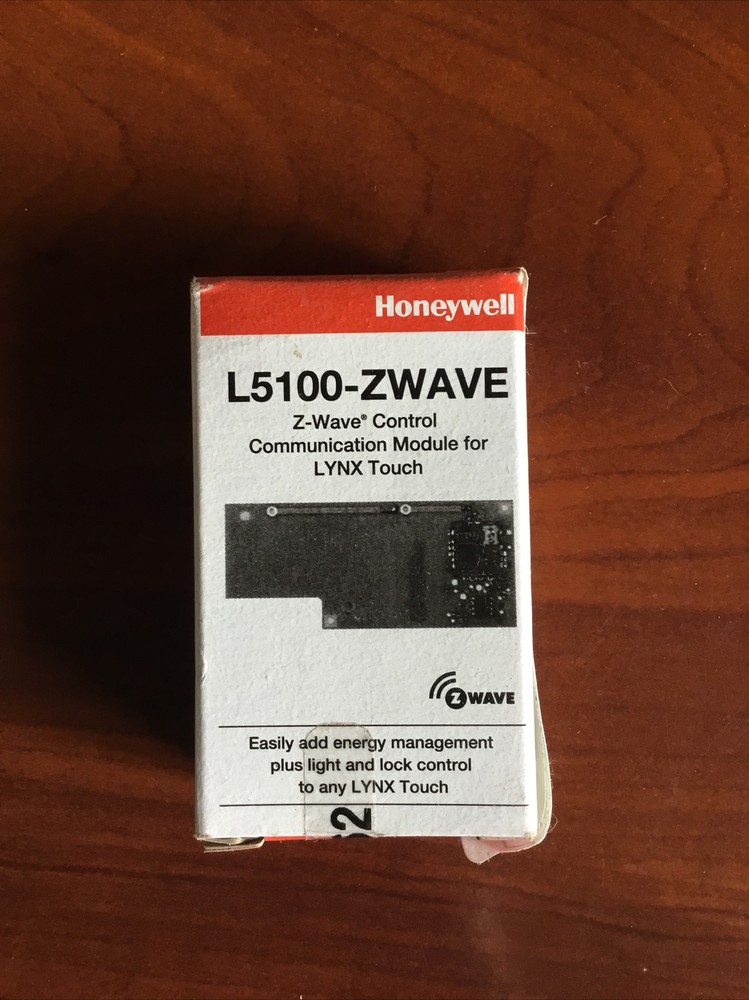 Honeywell
L5100-ZWAVE
Z-Wave® Control
Communication Module for
LYNX Touch
Z WAVE
Easily add energy management
plus light and lock control
to any LYNX Touch